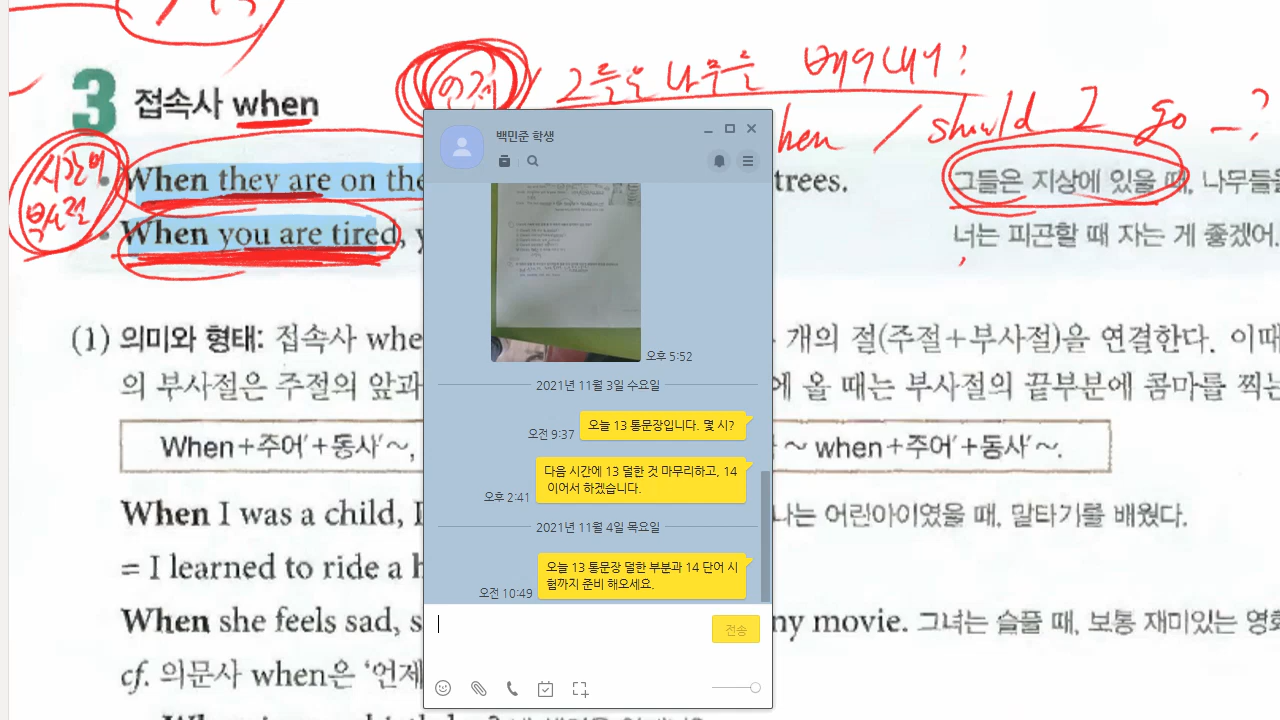 언제
그들은 나무를 베어내니?
when / should I go _?
3 접속사 when
시간의
부사절
When they are on the
trees.
그들은 지상에 있을 때, 나무들을
When you are tired, y
너는 피곤할 때 자는 게 좋겠어.
(1) 의미와 형태: 접속사 whe
개의 절(주절+부사절)을 연결한다. 이때
의 부사절은 주절의 앞과
에 올 때는 부사절의 끝부분에 콤마를 찍는
When+주어′+동사′~,
~ when+주어′+동사′~.
When I was a child, I
나는 어린아이였을 때, 말타기를 배웠다.
= I learned to ride a h
When she feels sad, s
ny movie. 그녀는 슬플 때, 보통 재미있는 영화
cf. 의문사 when은 '언제
백민준 학생
오후 5:52
2021년 11월 3일 수요일
오늘 13 통문장입니다. 몇 시?
오전 9:37
다음 시간에 13 덜한 것 마무리하고, 14
이어서 하겠습니다.
오후 2:41
2021년 11월 4일 목요일
오늘 13 통문장 덜한 부분과 14 단어 시
험까지 준비 해오세요.
오전 10:49
전송